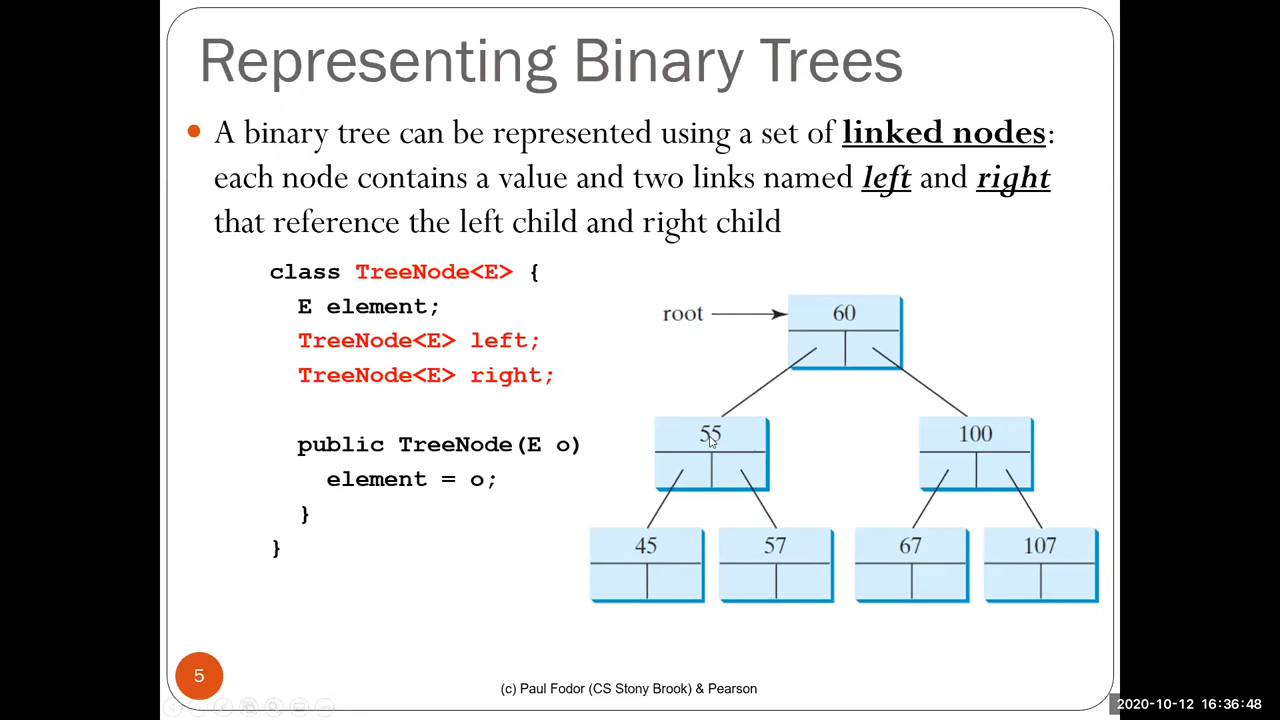 Representing Binary Trees
• A binary tree can be represented using a set of linked nodes:
each node contains a value and two links named left and right
that reference the left child and right child
class TreeNode<E> {
E element;
TreeNode<E> left;
TreeNode<E> right;
public TreeNode(E o)
element = o;
}
}
root
60
55
100
45
57
67
107
5
(c) Paul Fodor (CS Stony Brook) & Pearson
2020-10-12 16:36:48